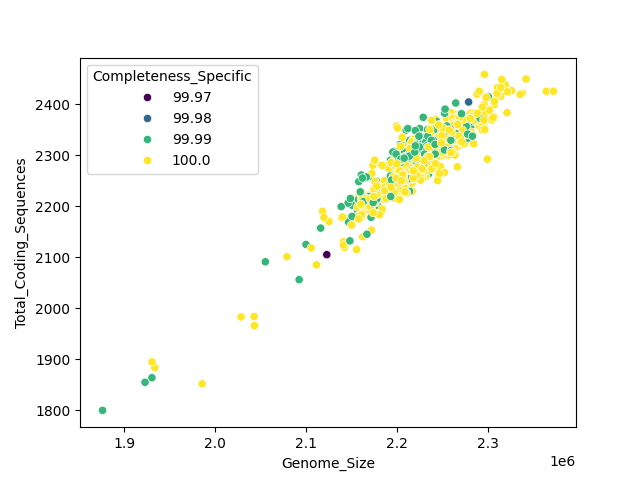 Completeness_Specific
99.97
99.98
99.99
100.0
Total_Coding_Sequences
2400
2300
2200
2100
2000
1900
1800
1.9 2.0 2.1 2.2 2.3
1e6
Genome_Size